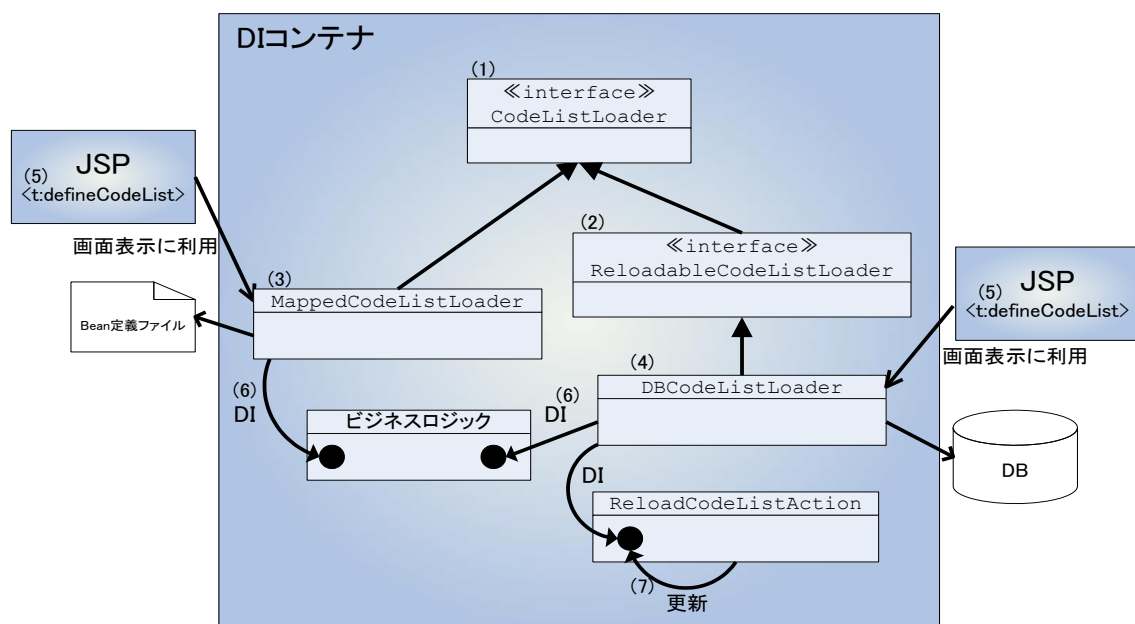 DIコンテナ
(1)
≪interface≫
CodeListLoader
JSP
(5)
<t:defineCodeList>
画面表示に利用
(2)
≪interface≫
ReloadableCodeListLoader
(3)
MappedCodeListLoader
Bean定義ファイル
JSP
(5)
<t:defineCodeList>
画面表示に利用
(4)
DBCodeListLoader
(6)
DI
ビジネスロジック
(6)
DI
DB
DI
ReloadCodeListAction
(7)
更新